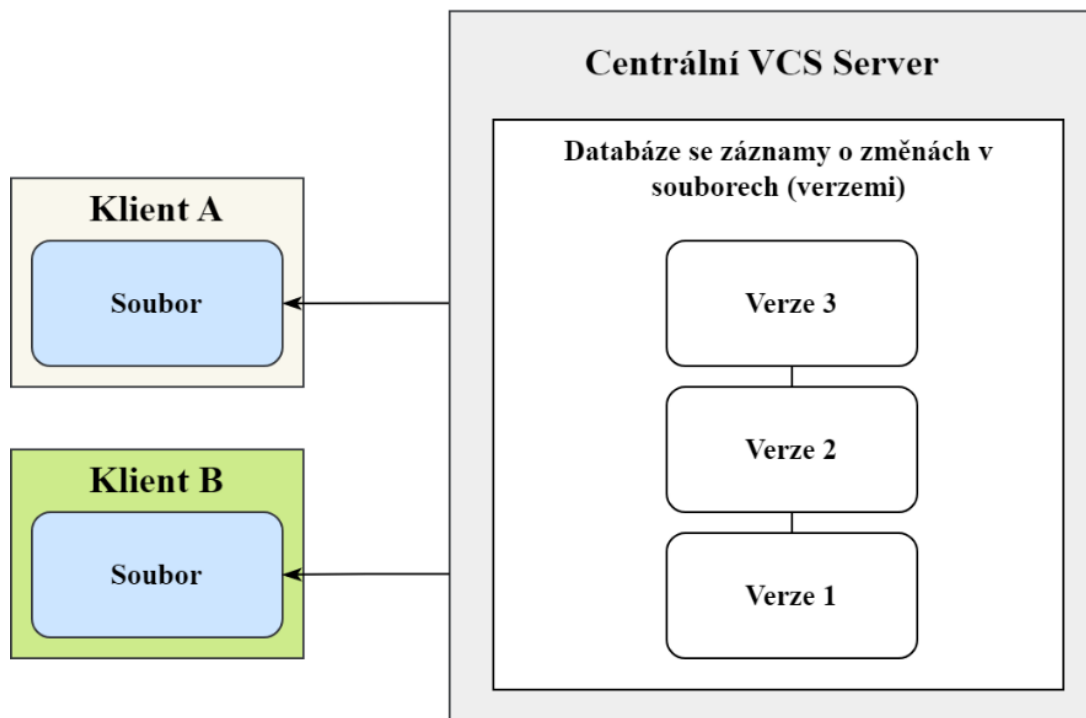 Centrální VCS Server
Databáze se záznamy o změnách v
souborech (verzemi)
Klient A
Soubor
Verze 3
Verze 2
Klient B
Soubor
Verze 1